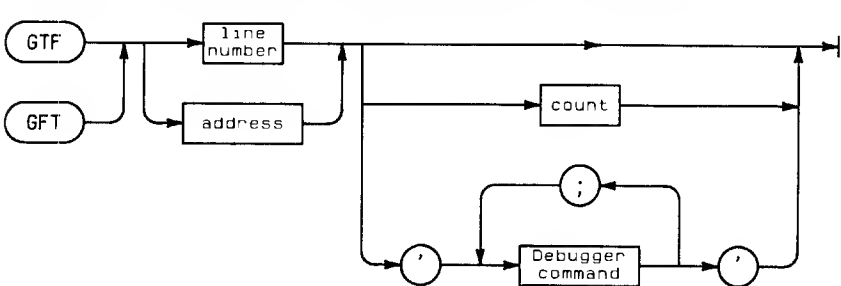 GTF
line
number
GFT
address
count
;
'
Debugger
command
'